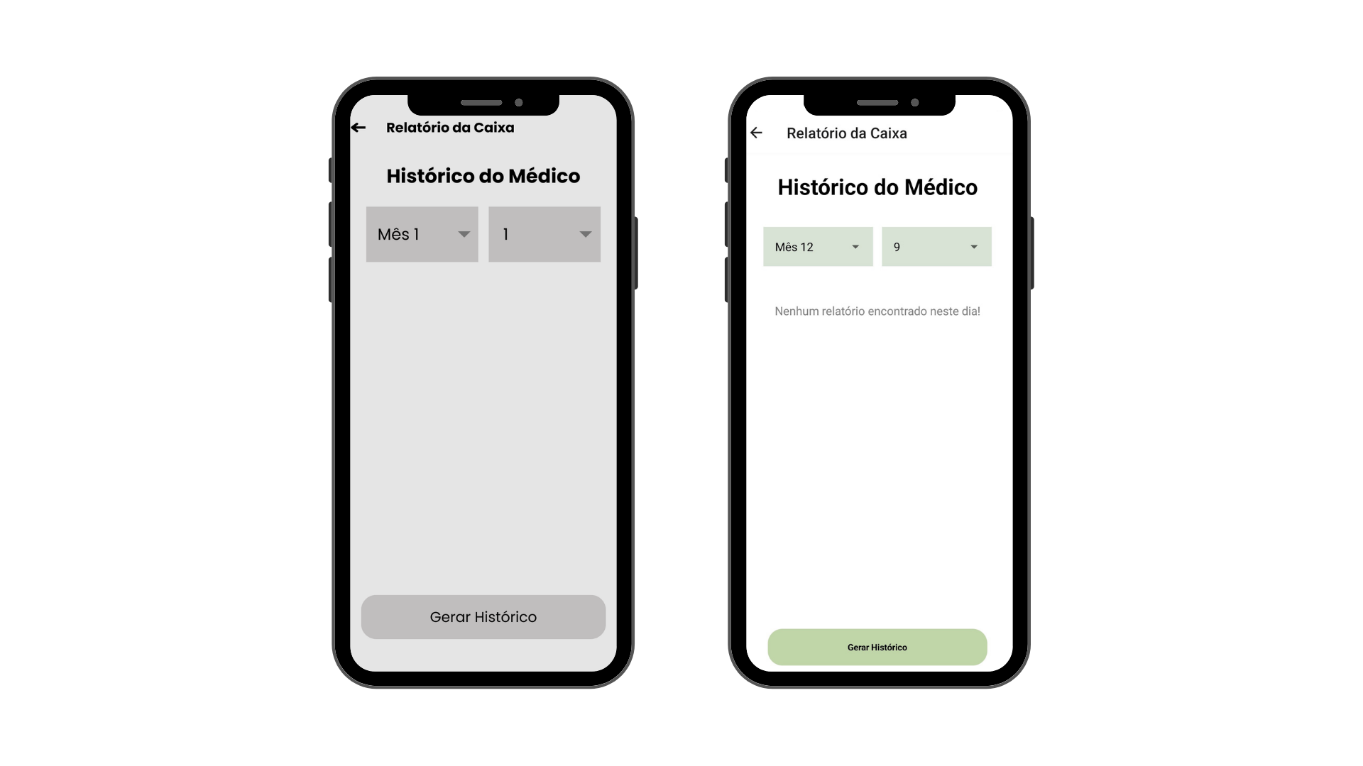 Relatório da Caixa
Histórico do Médico
Mês 1
1
Gerar Histórico
Relatório da Caixa
Histórico do Médico
Mês 12
9
Nenhum relatório encontrado neste dia!
Gerar Histórico